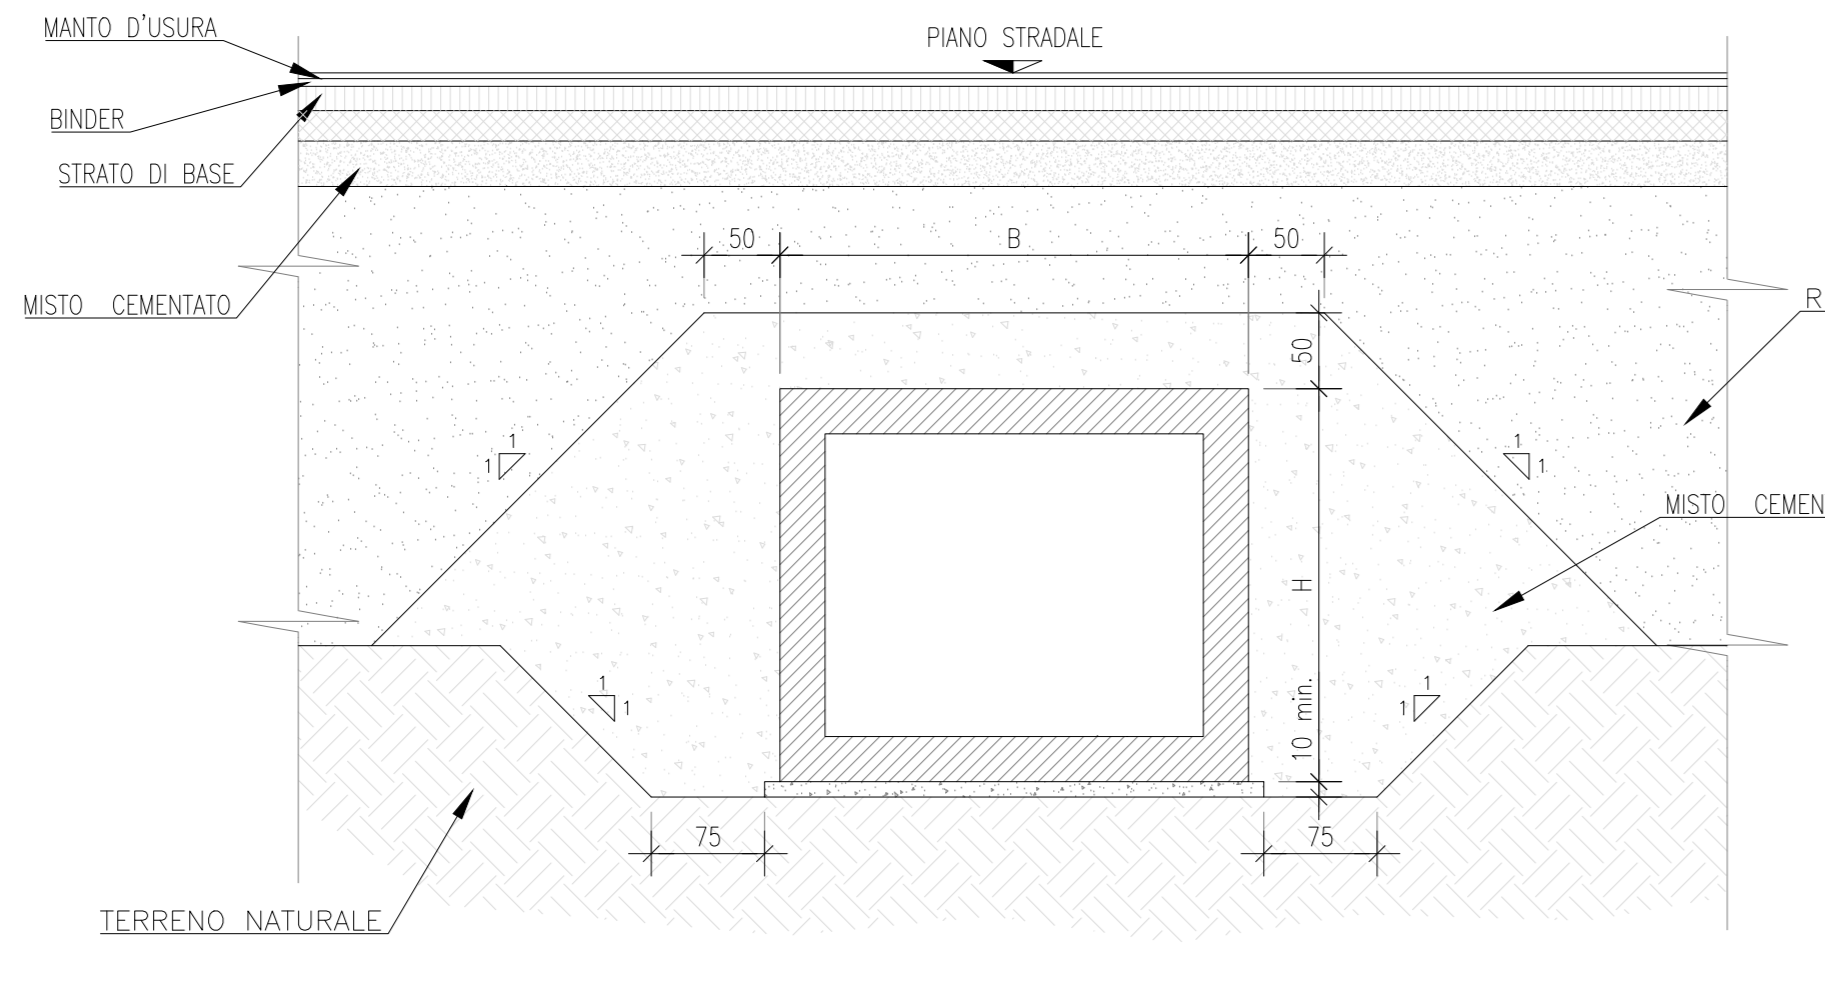 MANTO D'USURA
PIANO STRADALE
BINDER
STRATO DI BASE
50
B
50
MISTO CEMENTATO
R
50
1
1
1
1
MISTO CEMEN
H
1
1
1
1
10 min.
75
75
TERRENO NATURALE